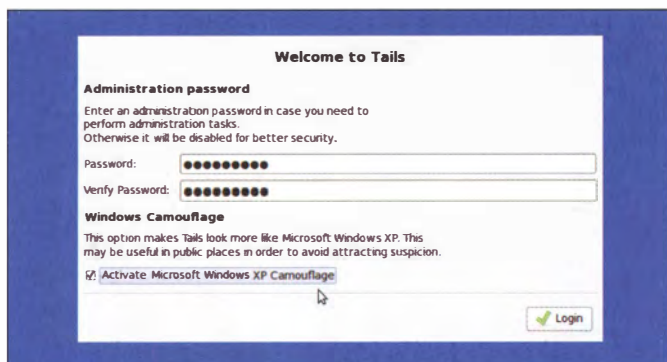 Welcome to Tails
Administration password
Enter an administration password in case you need to
perform administration tasks.
Otherwise it will be disabled for better security.
Password:
Verify Password:
Windows Camouflage
This option makes Tails look more like Microsoft Windows XP. This
may be useful in public places in order to avoid attracting suspicion.
Activate Microsoft Windows XP Camouflage
Login